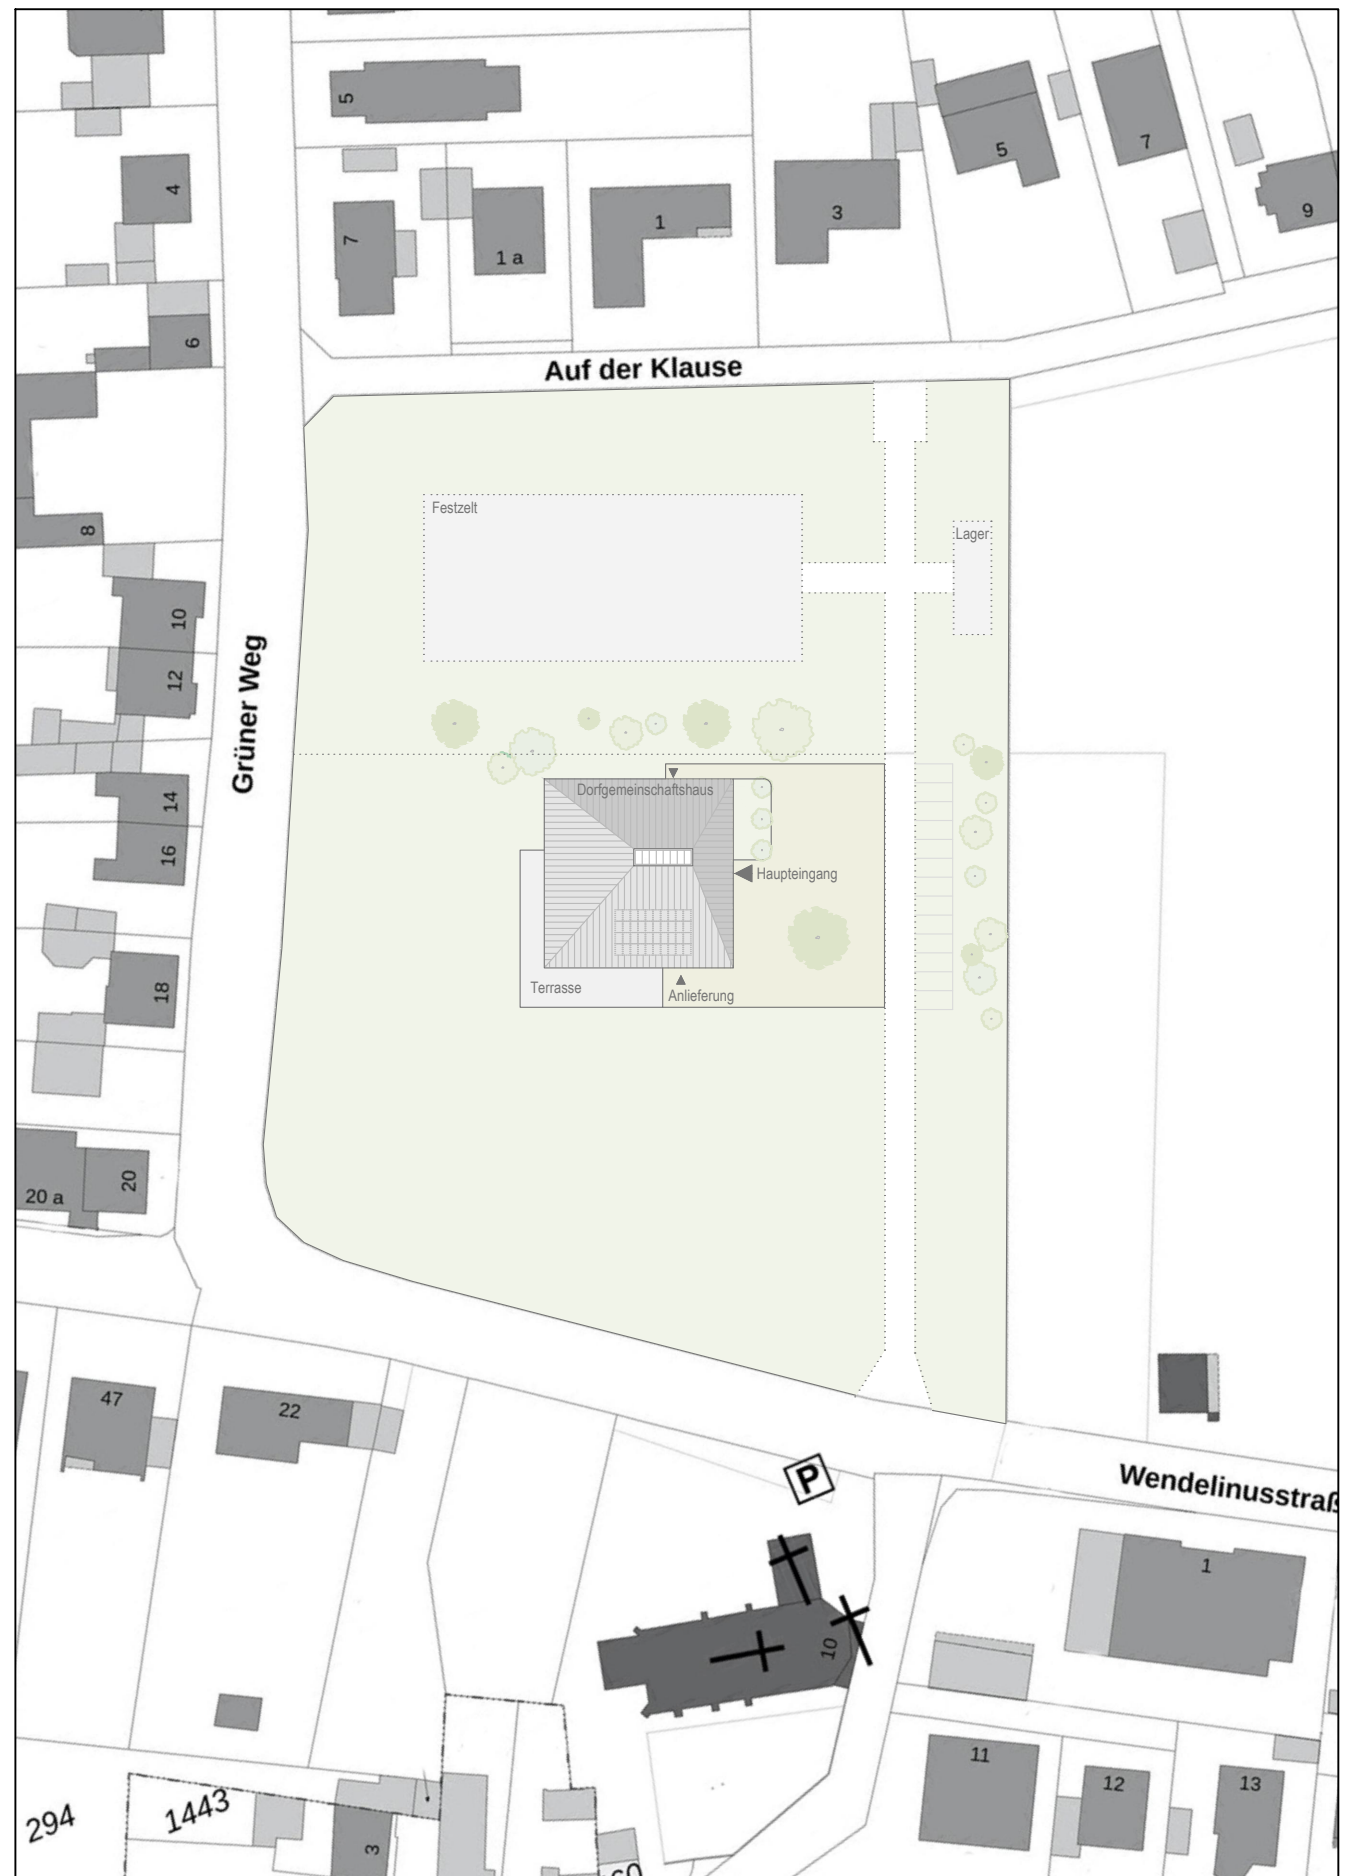 5
4
7
1 a
1
3
5
7
9
6
Auf der Klause
8
Festzelt
Lager
10
12
Grüner Weg
14
16
Dorfgemeinschaftshaus
Haupteingang
18
Terrasse
Anlieferung
20 a
20
47
22
P
Wendelinusstraß
1
10
11
12
13
294
1443
3